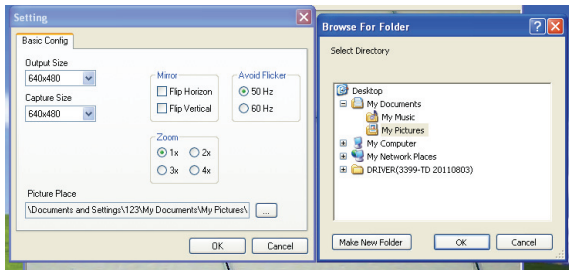 Setting
Basic Config
Output Size
640x480
Capture Size
640x480
Mirror
Flip Horizon
Flip Vertical
Avoid Flicker
50 Hz
60 Hz
Zoom
1x 2x
3x 4x
Picture Place
\Documents and Settings\123\My Documents\My Pictures\ ...
OK Cancel
Browse For Folder
Select Directory
Desktop
My Documents
My Music
My Pictures
My Computer
My Network Places
DRIVER(3399-TD 20110803)
Make New Folder OK Cancel